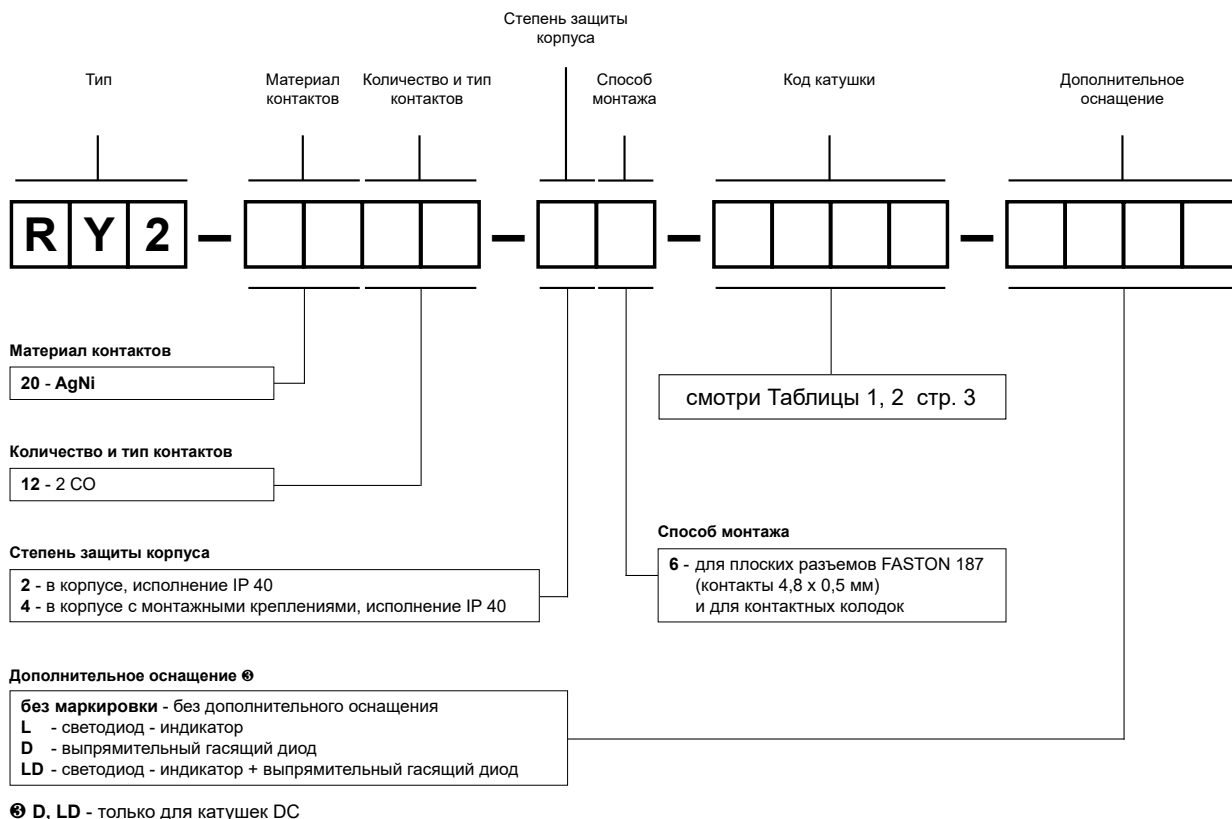 Степень защиты
корпуса
Тип
Материал
контактов
Количество и тип
контактов
Способ
монтажа
Код катушки
Дополнительное
оснащение
RY2 – – – –
Материал контактов
20 - AgNi
смотри Таблицы 1, 2 стр. 3
Количество и тип контактов
12 - 2 CO
Степень защиты корпуса
2 - в корпусе, исполнение IP 40
4 - в корпусе с монтажными креплениями, исполнение IP 40
Способ монтажа
6 - для плоских разъемов FASTON 187
(контакты 4,8 x 0,5 мм)
и для контактных колодок
Дополнительное оснащение ❸
без маркировки - без дополнительного оснащения
L - светодиод - индикатор
D - выпрямительный гасящий диод
LD - светодиод - индикатор + выпрямительный гасящий диод
❸ D, LD - только для катушек DC